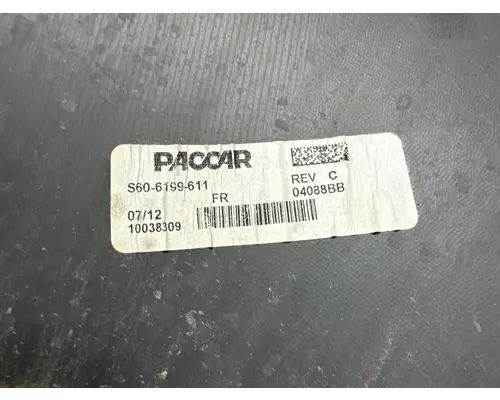 PACCAR
S60-6199-611
REV C
FR
04088BB
07/12
10038309